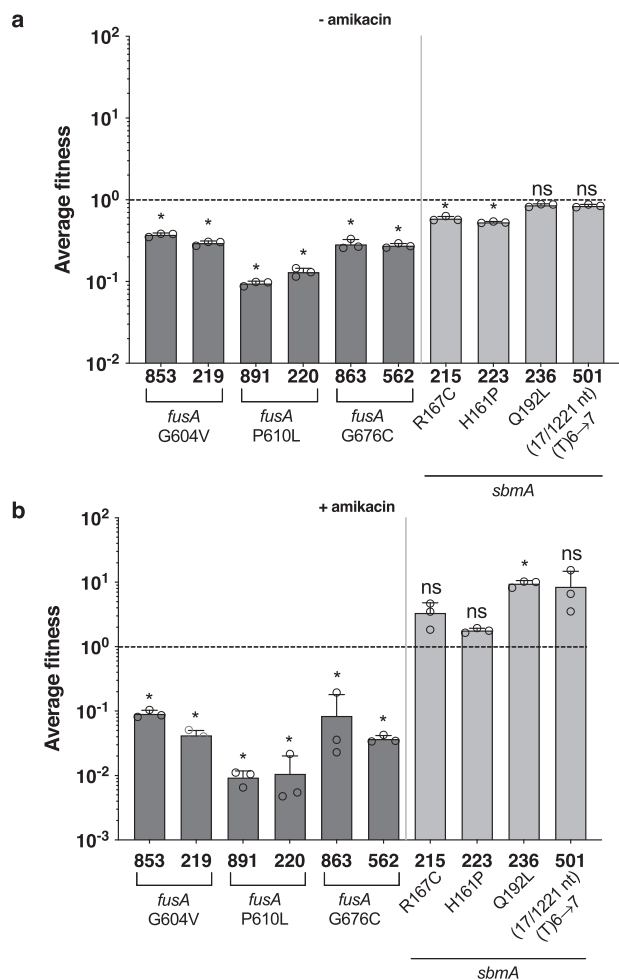 a
- amikacin
Average fitness
10²
10¹
10⁰
10⁻¹
10⁻²
* * * * * * * * ns ns
853 219 891 220 863 562 215 223 236 501
fusA G604V
fusA P610L
fusA G676C
R167C
H161P
Q192L
(17/1221 nt)
(T)6→7
sbmA
b
+ amikacin
Average fitness
10²
10¹
10⁰
10⁻¹
10⁻²
10⁻³
* * * * * * ns ns * ns
853 219 891 220 863 562 215 223 236 501
fusA G604V
fusA P610L
fusA G676C
R167C
H161P
Q192L
(17/1221 nt)
(T)6→7
sbmA